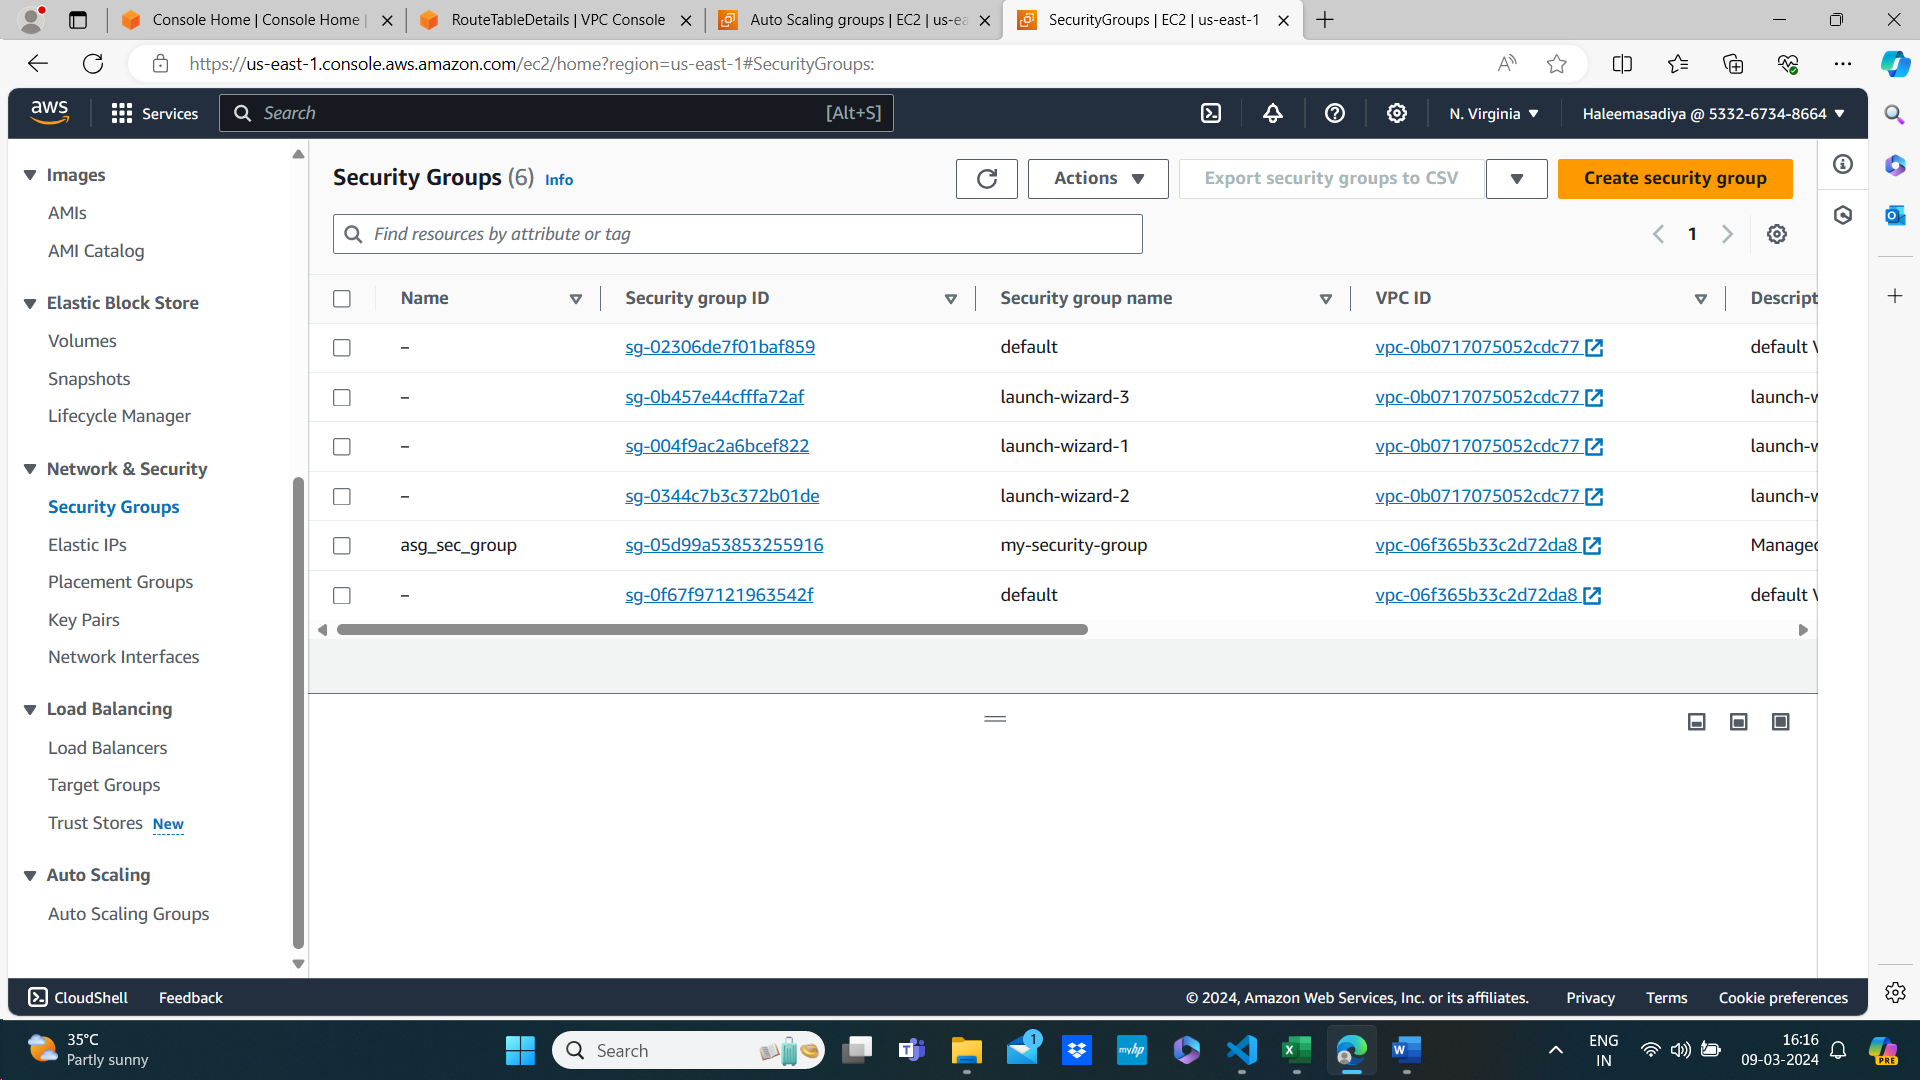 Console Home | Console Home |
RouteTableDetails | VPC Console
Auto Scaling groups | EC2 | us-ea
SecurityGroups | EC2 | us-east-1
https://us-east-1.console.aws.amazon.com/ec2/home?region=us-east-1#SecurityGroups:
aws
Services
Search
[Alt+S]
N. Virginia
Haleemasadiya @ 5332-6734-8664
Images
AMIs
AMI Catalog
Elastic Block Store
Volumes
Snapshots
Lifecycle Manager
Network & Security
Security Groups
Elastic IPs
Placement Groups
Key Pairs
Network Interfaces
Load Balancing
Load Balancers
Target Groups
Trust Stores New
Auto Scaling
Auto Scaling Groups
Security Groups (6) Info
Actions
Export security groups to CSV
Create security group
Find resources by attribute or tag
1
Name Security group ID Security group name VPC ID Descript
– sg-02306de7f01baf859 default vpc-0b0717075052cdc77 default V
– sg-0b457e44cfffa72af launch-wizard-3 vpc-0b0717075052cdc77 launch-w
– sg-004f9ac2a6bcef822 launch-wizard-1 vpc-0b0717075052cdc77 launch-w
– sg-0344c7b3c372b01de launch-wizard-2 vpc-0b0717075052cdc77 launch-w
asg_sec_group sg-05d99a53853255916 my-security-group vpc-06f365b33c2d72da8 Managed
– sg-0f67f97121963542f default vpc-06f365b33c2d72da8 default V
CloudShell
Feedback
© 2024, Amazon Web Services, Inc. or its affiliates.
Privacy
Terms
Cookie preferences
35°C
Partly sunny
Search
1
myhp
ENG
IN
16:16
09-03-2024
PRE